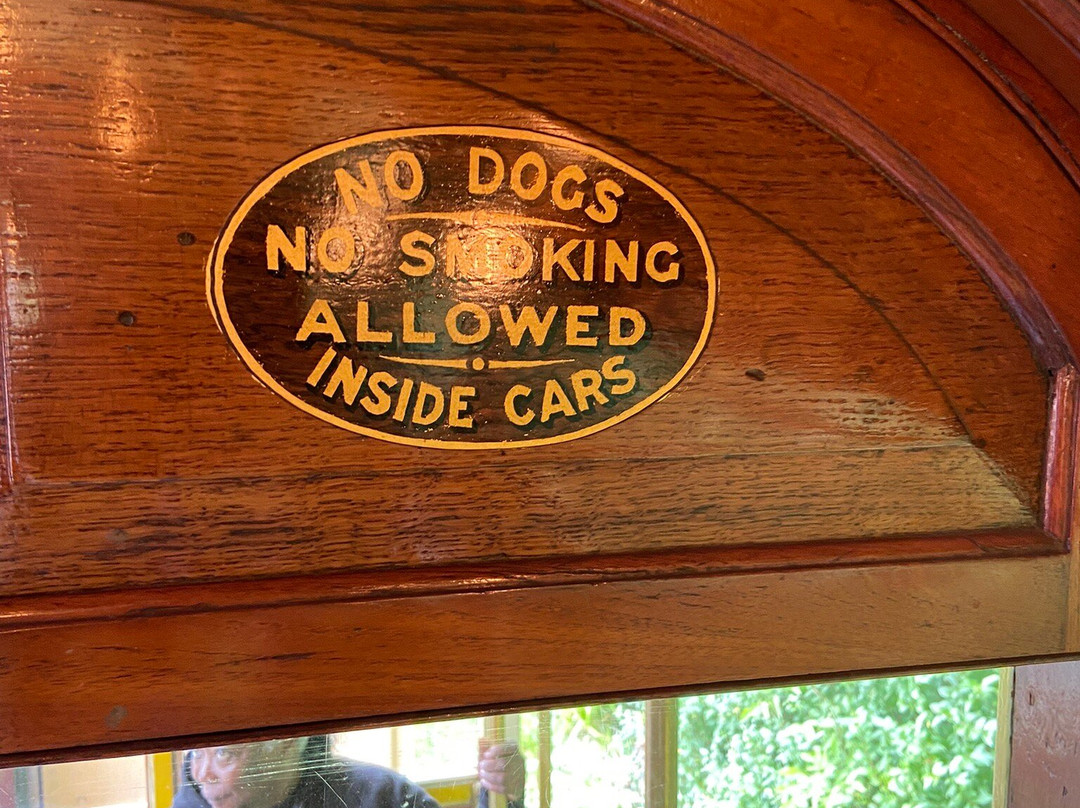 NO DOGS
NO SMOKING
ALLOWED
INSIDE CARS